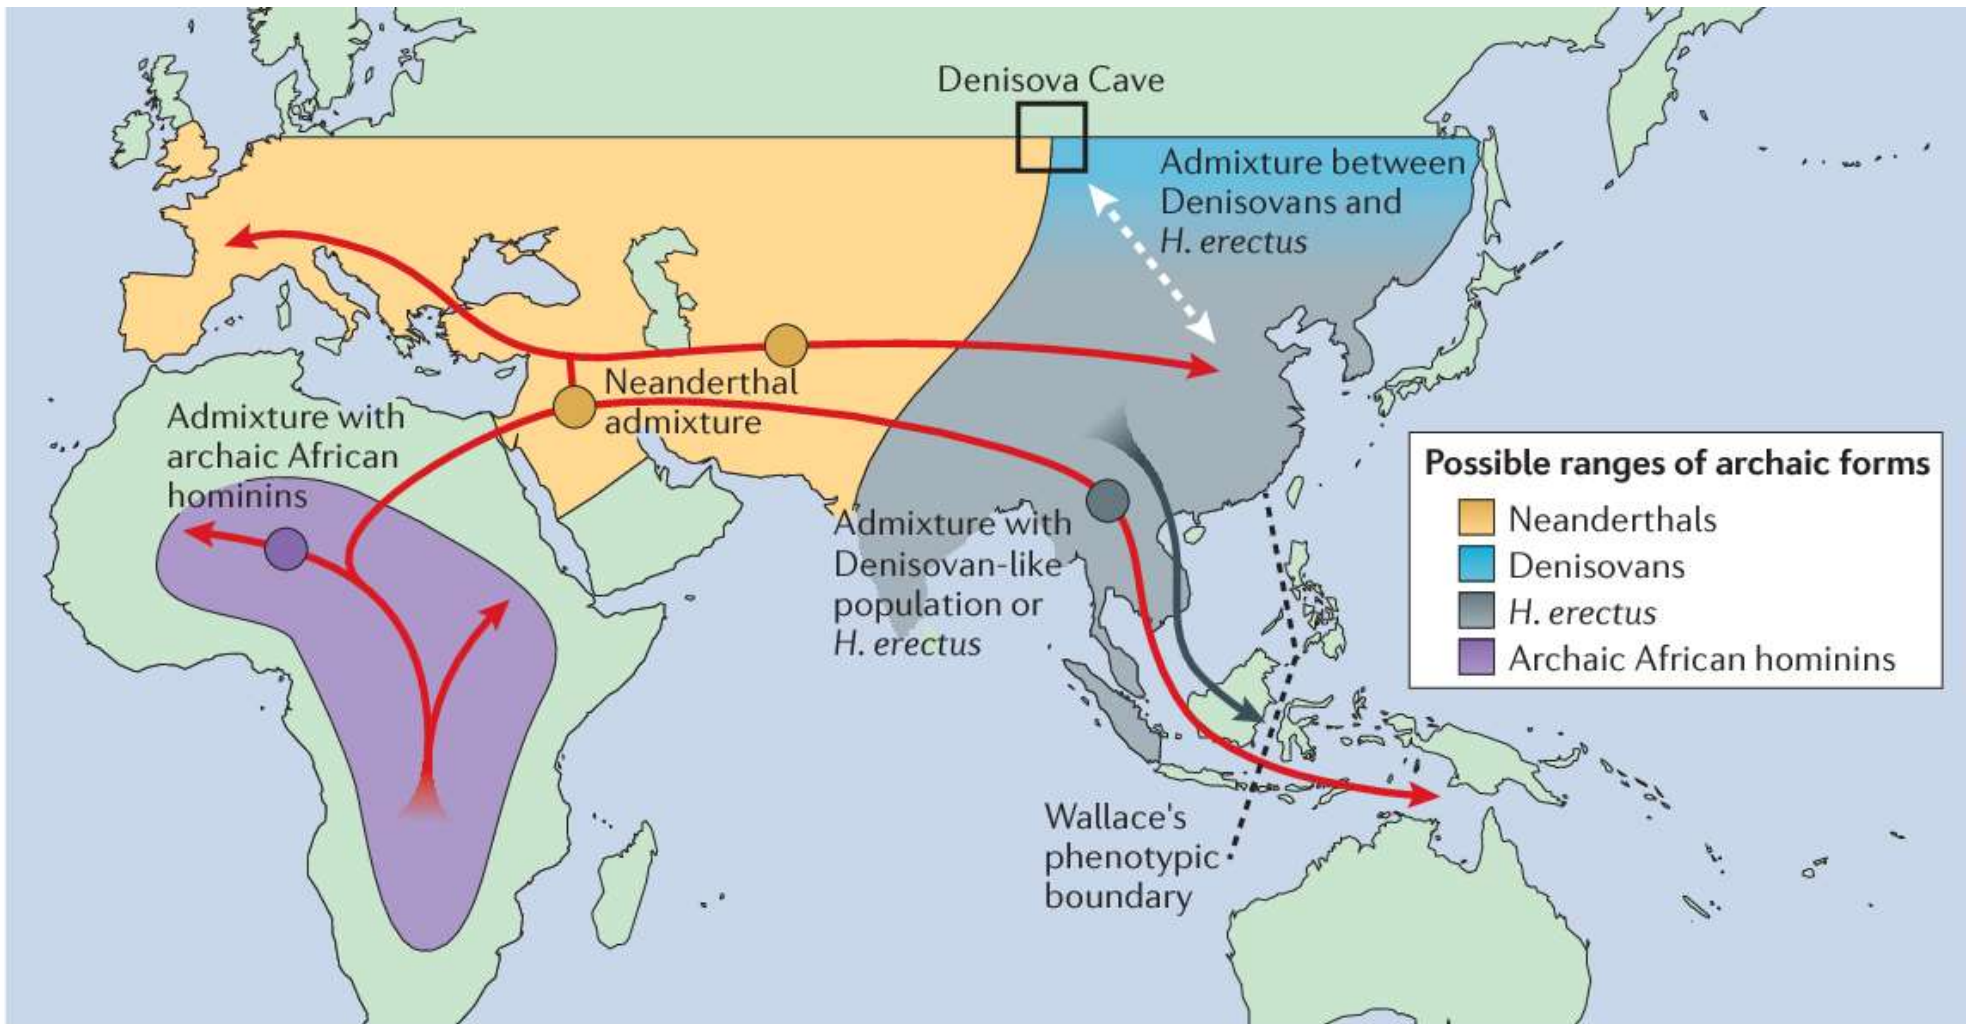 Denisova Cave
Admixture between
Denisovans and
H. erectus
Neanderthal
admixture
Admixture with
archaic African
hominins
Admixture with
Denisovan-like
population or
H. erectus
Wallace's
phenotypic
boundary
Possible ranges of archaic forms
Neanderthals
Denisovans
H. erectus
Archaic African hominins